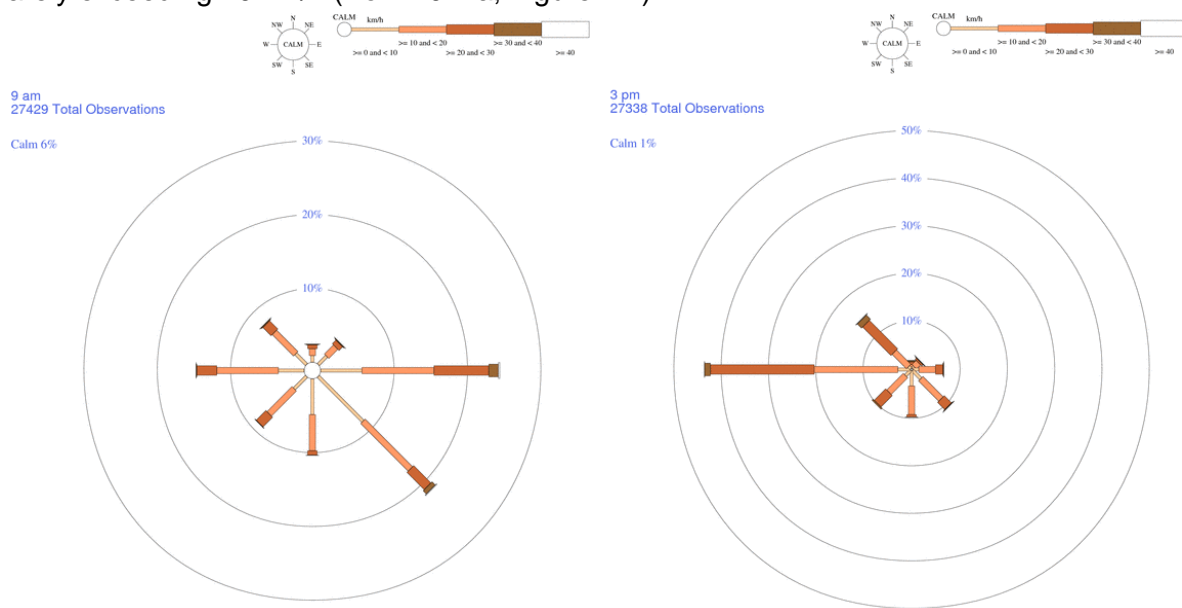 exceeding
N
NW NE
W CALM E
SW SE
S
CALM
km/h
>= 10 and < 20 >= 30 and < 40
>= 0 and < 10 >= 20 and < 30 >= 40
9 am
27429 Total Observations
Calm 6%
30%
20%
10%
N
NW NE
W CALM E
SW SE
S
CALM
km/h
>= 10 and < 20 >= 30 and < 40
>= 0 and < 10 >= 20 and < 30 >= 40
3 pm
27338 Total Observations
Calm 1%
50%
40%
30%
20%
10%